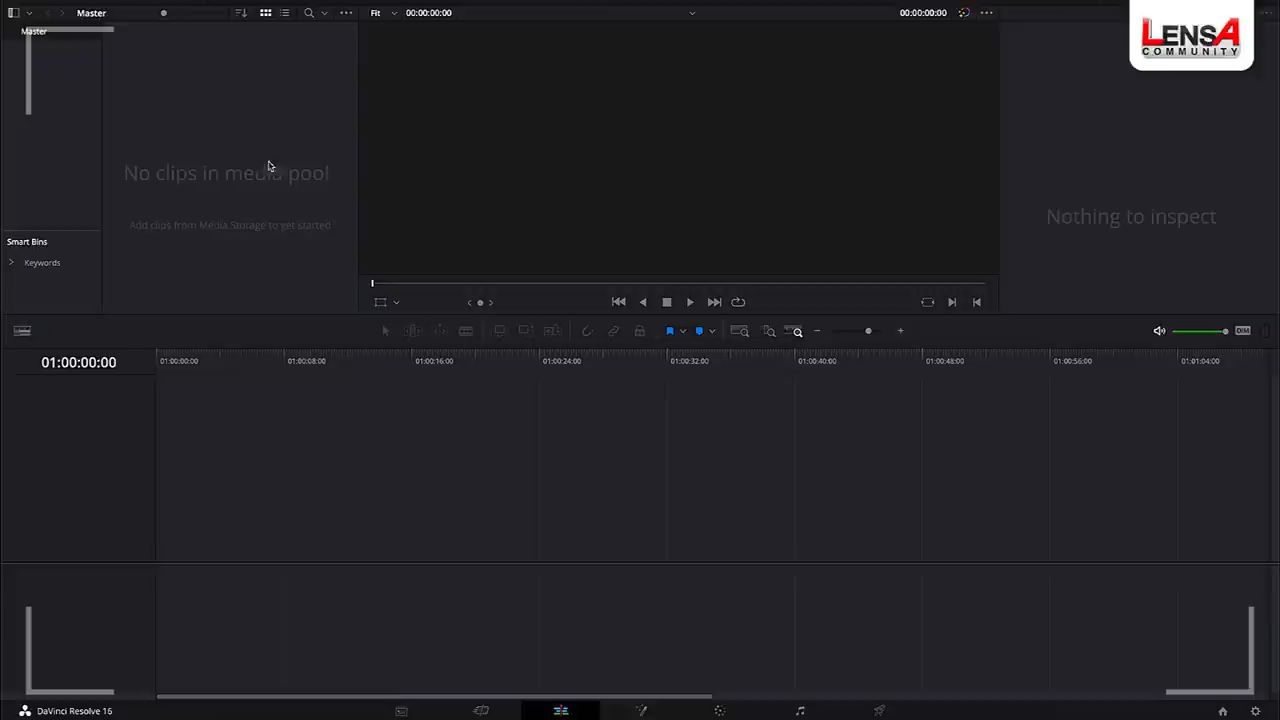 Master
Fit
00:00:00:00
00:00:00:00
LENSA
COMMUNITY
Master
No clips in media pool
Add clips from Media Storage to get started
Nothing to inspect
Smart Bins
Keywords
DIM
01:00:00:00
01:00:00:00
01:00:08:00
01:00:16:00
01:00:24:00
01:00:32:00
01:00:40:00
01:00:48:00
01:00:56:00
01:01:04:00
DaVinci Resolve 16